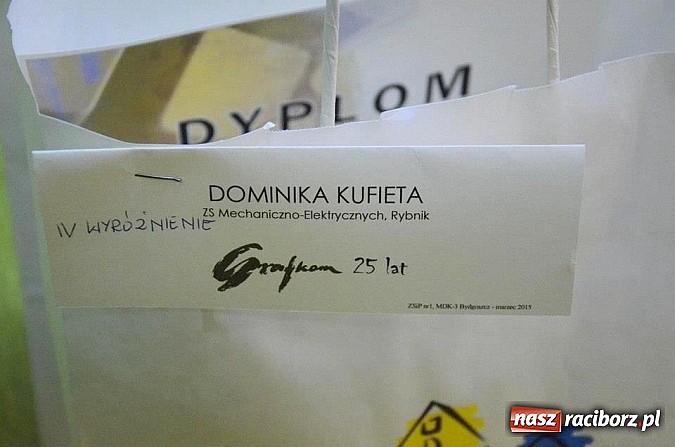 DYPLOM
DOMINIKA KUFIETA
ZS Mechaniczno-Elektrycznych, Rybnik
IV WYRÓŻNIENIE
Grafkom 25 lat
ZSiP nr1, MDK-3 Bydgoszcz - marzec 2015
nasz raciborz.pl